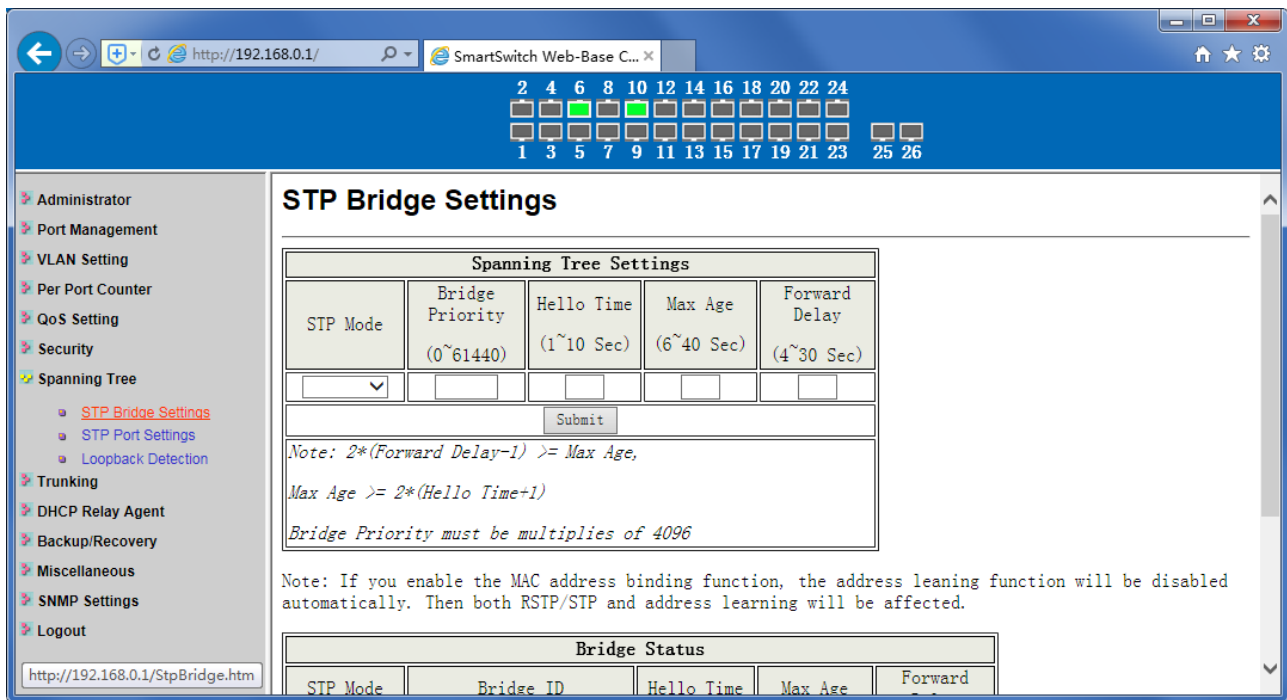 http://192.168.0.1/
SmartSwitch Web-Base C...
2 4 6 8 10 12 14 16 18 20 22 24
1 3 5 7 9 11 13 15 17 19 21 23 25 26
Administrator
Port Management
VLAN Setting
Per Port Counter
QoS Setting
Security
Spanning Tree
STP Bridge Settings
STP Port Settings
Loopback Detection
Trunking
DHCP Relay Agent
Backup/Recovery
Miscellaneous
SNMP Settings
Logout
http://192.168.0.1/StpBridge.htm
STP Bridge Settings
Spanning Tree Settings
STP Mode
Bridge
Priority
(0~61440)
Hello Time
(1~10 Sec)
Max Age
(6~40 Sec)
Forward
Delay
(4~30 Sec)
Submit
Note: 2*(Forward Delay-1) >= Max Age,
Max Age >= 2*(Hello Time+1)
Bridge Priority must be multiplies of 4096
Note: If you enable the MAC address binding function, the address leaning function will be disabled
automatically. Then both RSTP/STP and address learning will be affected.
Bridge Status
STP Mode
Bridge ID
Hello Time
Max Age
Forward